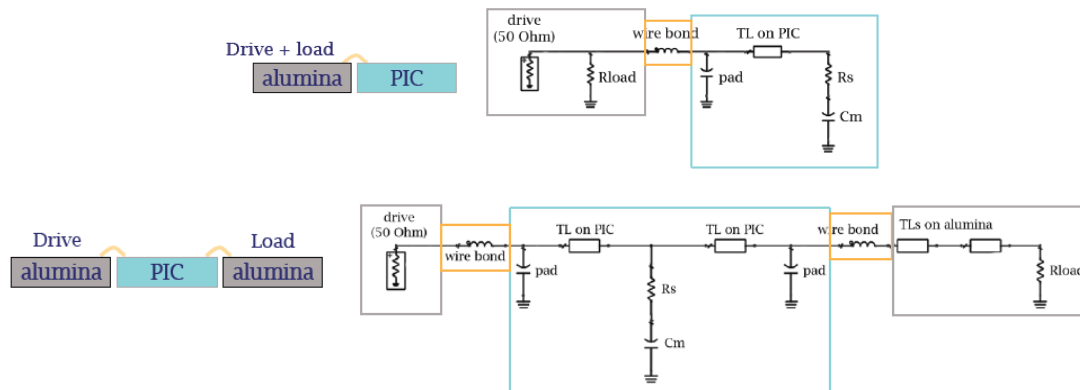 drive
(50 Ohm)
wire bond
TL on PIC
Drive + load
alumina
PIC
Rload
pad
Rs
Cm
drive
(50 Ohm)
TL on PIC
TL on PIC
wire bond
TLs on alumina
Drive
Load
wire bond
alumina
PIC
alumina
pad
Rs
pad
Rload
Cm